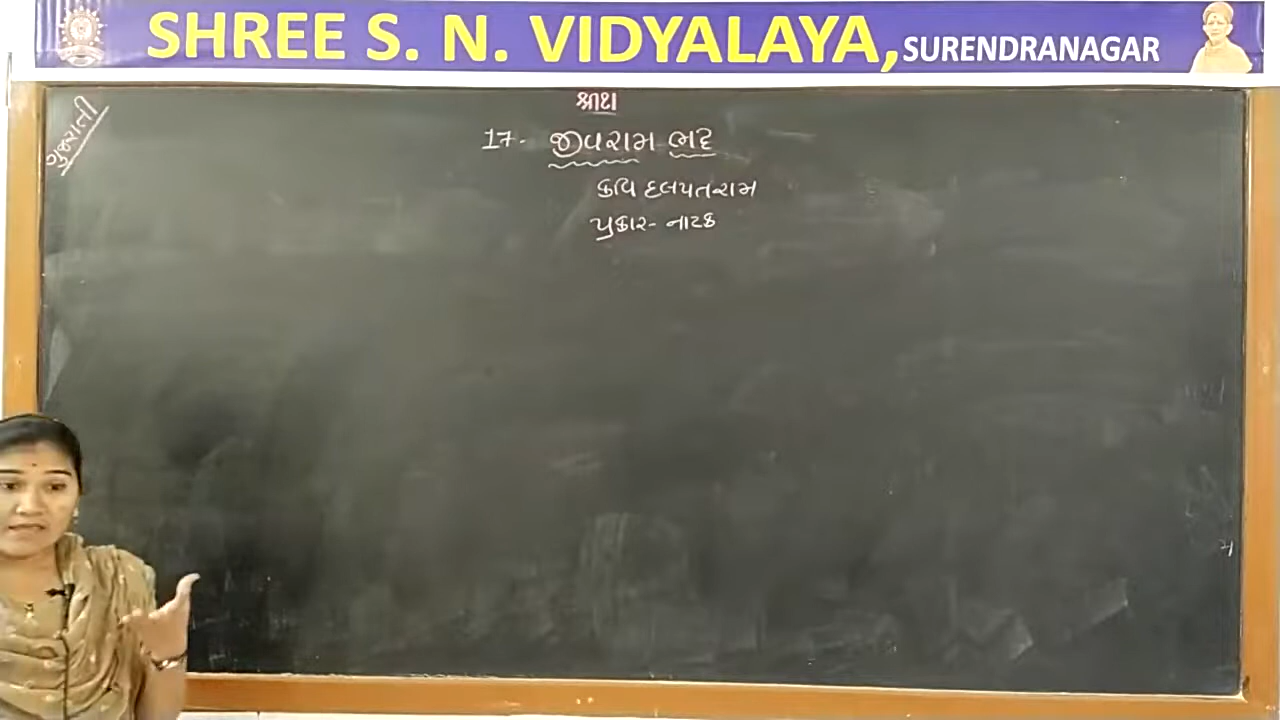 SHREE S. N. VIDYALAYA, SURENDRANAGAR
ગુજરાતી
17- જીવરામ ભટ્ટ
કવિ દલપતરામ
પ્રકાર- નાટક